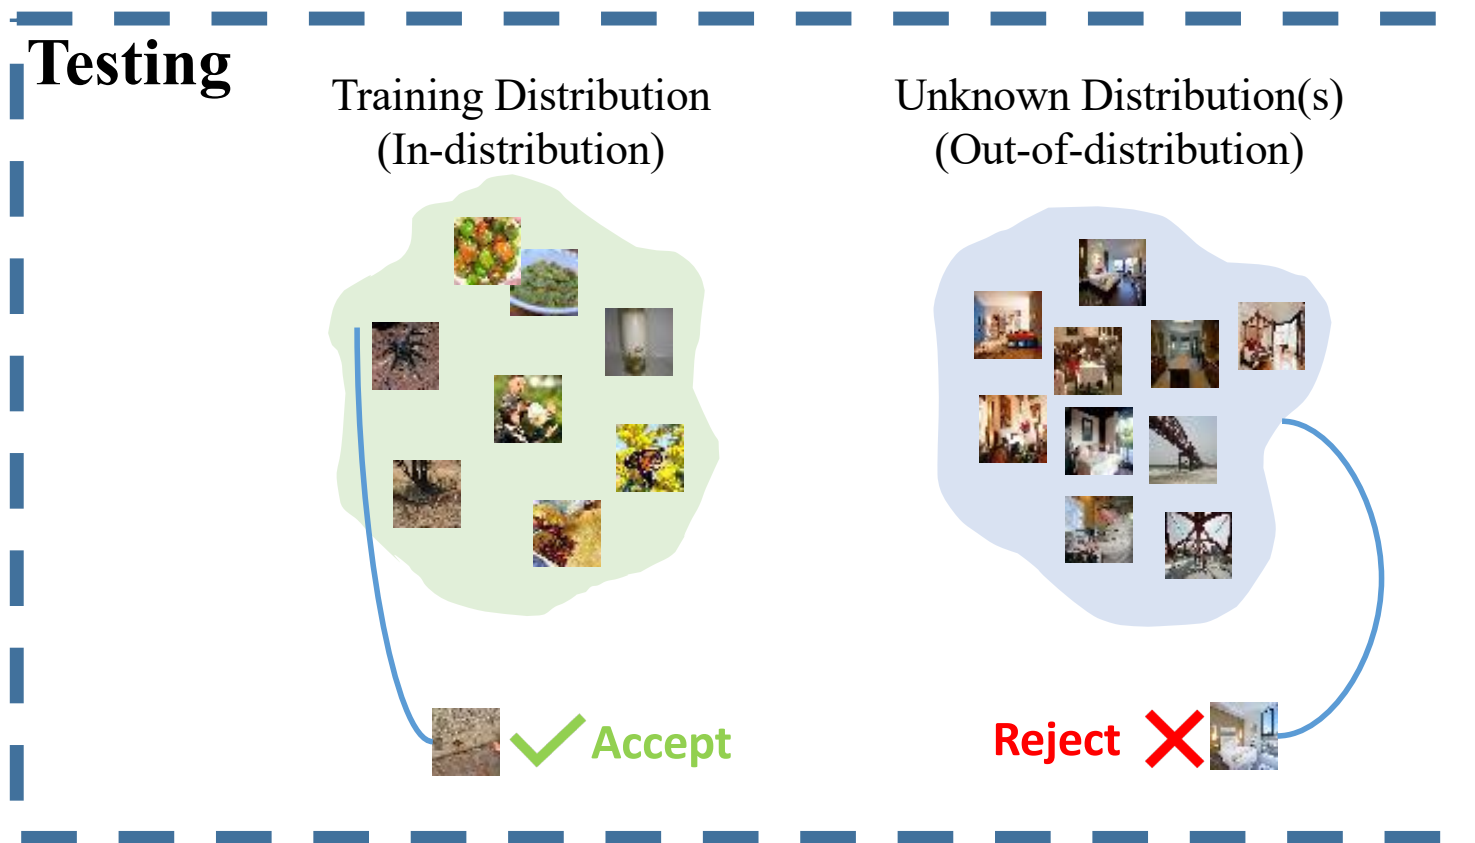 Testing
Training Distribution
(In-distribution)
Unknown Distribution(s)
(Out-of-distribution)
Accept
Reject